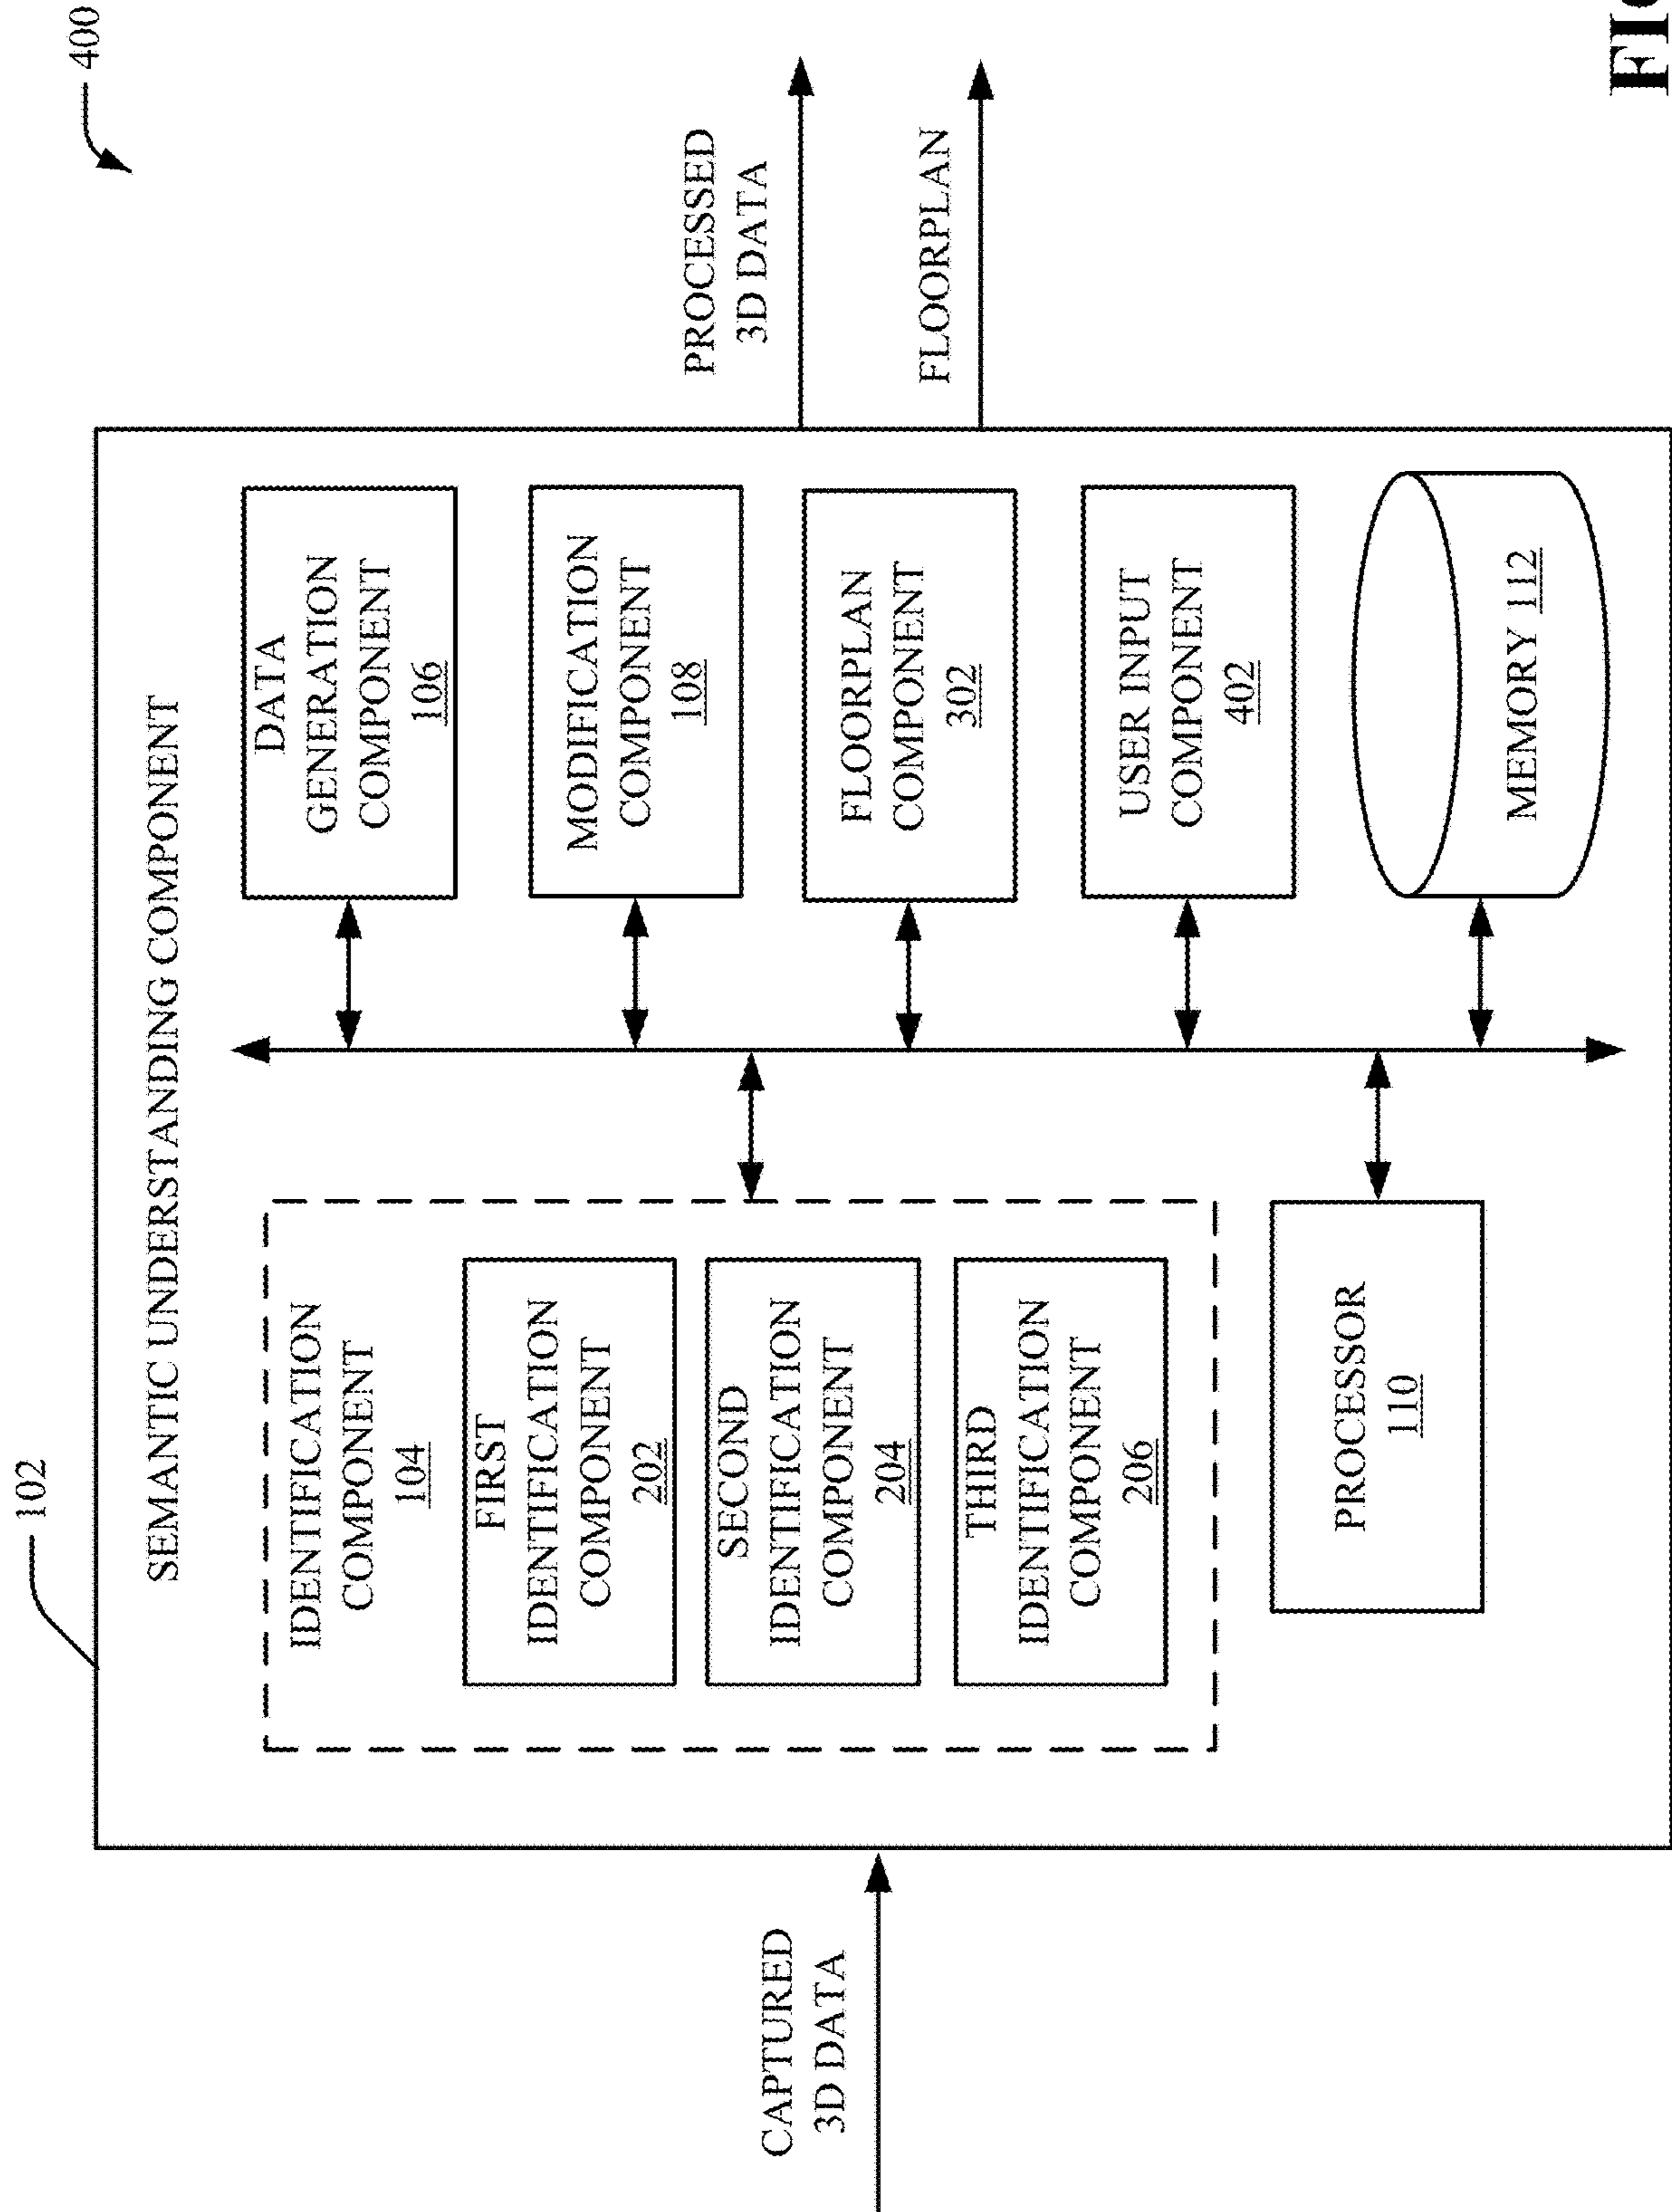 400
102
SEMANTIC UNDERSTANDING COMPONENT
CAPTURED
3D DATA
IDENTIFICATION
COMPONENT
104
FIRST
IDENTIFICATION
COMPONENT
202
SECOND
IDENTIFICATION
COMPONENT
204
THIRD
IDENTIFICATION
COMPONENT
206
PROCESSOR
110
DATA
GENERATION
COMPONENT
106
MODIFICATION
COMPONENT
108
FLOORPLAN
COMPONENT
302
USER INPUT
COMPONENT
402
MEMORY 112
PROCESSED
3D DATA
FLOORPLAN